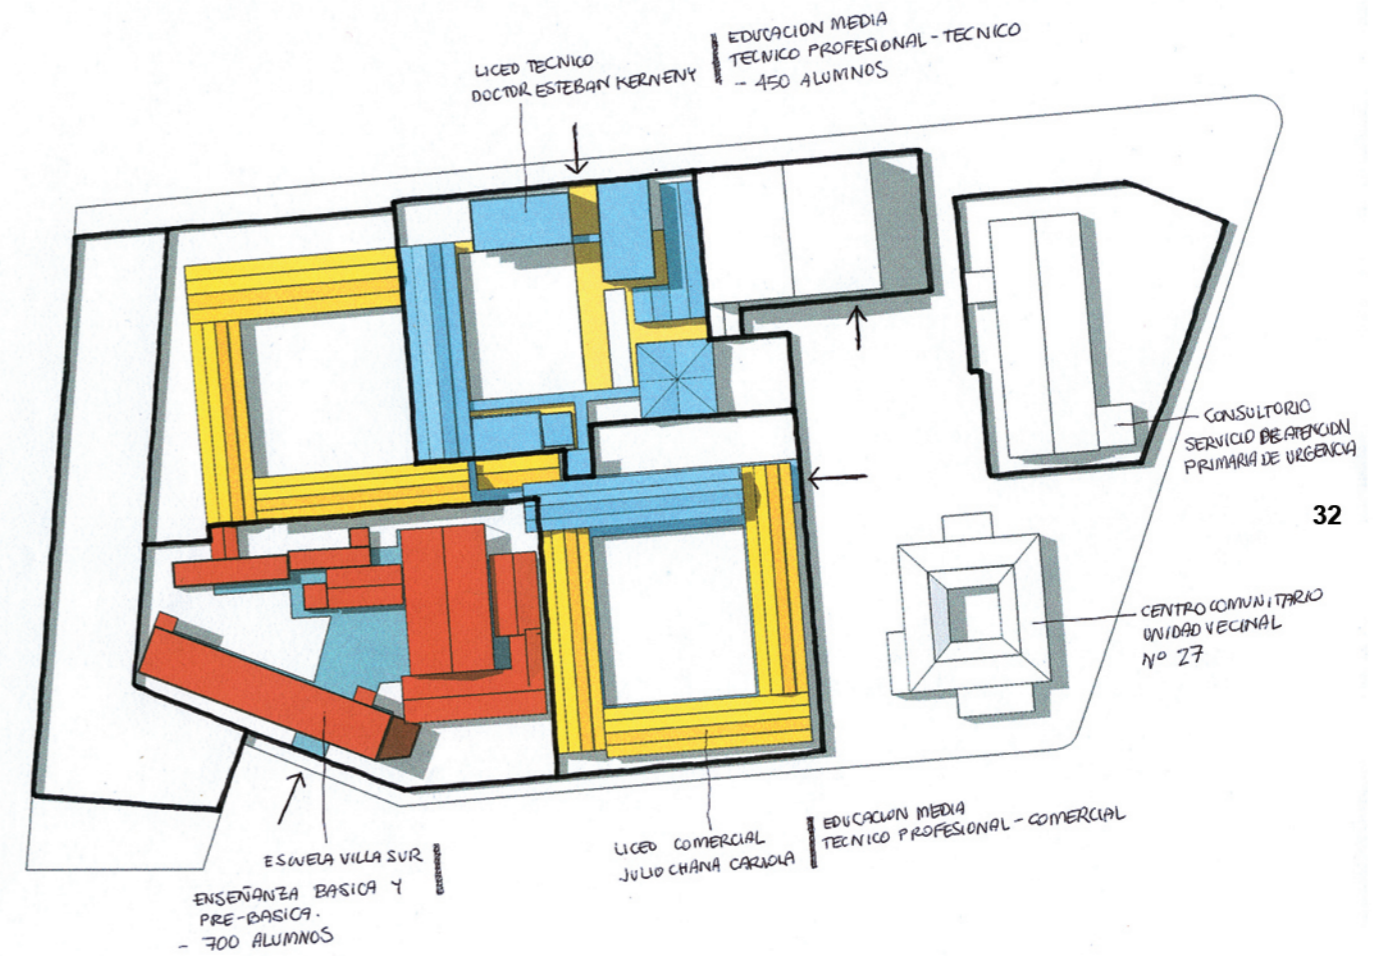 LICEO TECNICO
DOCTOR ESTEBAN KERNENY
EDUCACION MEDIA
TECNICO PROFESIONAL - TECNICO
- 450 ALUMNOS
CONSULTORIO
SERVICIO DE ATENCION
PRIMARIA DE URGENCIA
32
CENTRO COMUNITARIO
UNIDAD VECINAL
Nº 27
ESCUELA VILLA SUR
ENSEÑANZA BASICA Y
PRE-BASICA.
- 700 ALUMNOS
LICEO COMERCIAL
JULIO CHANA CARIOLA
EDUCACION MEDIA
TECNICO PROFESIONAL - COMERCIAL